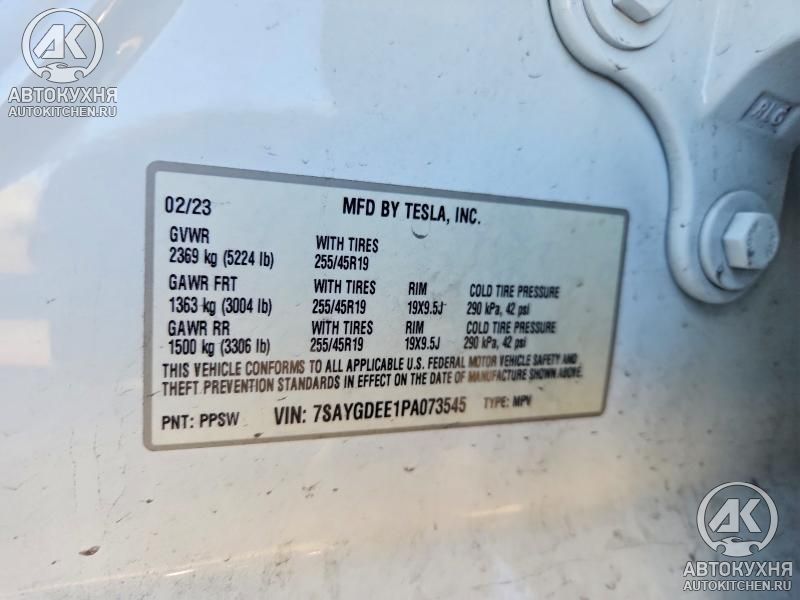 AK
АВТОКУХНЯ
AUTOKITCHEN.RU
RLG
02/23 MFD BY TESLA, INC.
GVWR WITH TIRES
2369 kg (5224 lb) 255/45R19
GAWR FRT WITH TIRES RIM COLD TIRE PRESSURE
1363 kg (3004 lb) 255/45R19 19X9.5J 290 kPa, 42 psi
GAWR RR WITH TIRES RIM COLD TIRE PRESSURE
1500 kg (3306 lb) 255/45R19 19X9.5J 290 kPa, 42 psi
THIS VEHICLE CONFORMS TO ALL APPLICABLE U.S. FEDERAL MOTOR VEHICLE SAFETY AND
THEFT PREVENTION STANDARDS IN EFFECT ON THE DATE OF MANUFACTURE SHOWN ABOVE.
PNT: PPSW VIN: 7SAYGDEE1PA073545 TYPE: MPV
AK
АВТОКУХНЯ
AUTOKITCHEN.RU